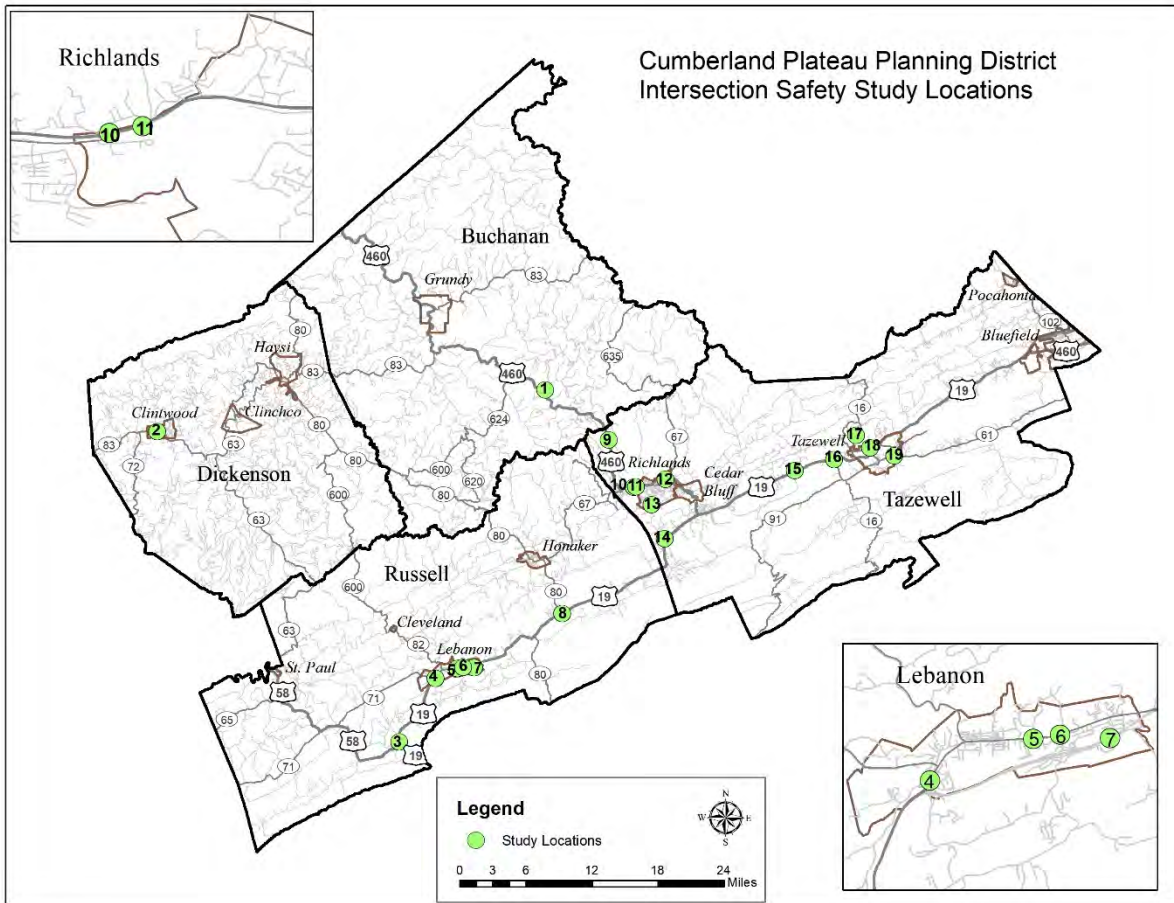 Richlands
10
11
Cumberland Plateau Planning District
Intersection Safety Study Locations
Buchanan
460
Grundy
83
Pocahonta
Bluefield
102
460
80
Haysi
83
83
635
460
1
19
16
Clintwood
2
Clinchco
624
9
67
Tazewell
17
18
61
83
63
80
460
Richlands
16
19
72
Dickenson
80
600
620
10
11
12
Cedar
Bluff
15
19
Tazewell
600
80
67
13
91
16
63
80
14
Honaker
Russell
600
80
19
63
Cleveland
8
82
Lebanon
St. Paul
4
5
6
7
80
58
71
19
65
58
3
19
71
Lebanon
5
6
7
4
Legend
Study Locations
N
W
E
S
0
3
6
12
18
24
Miles